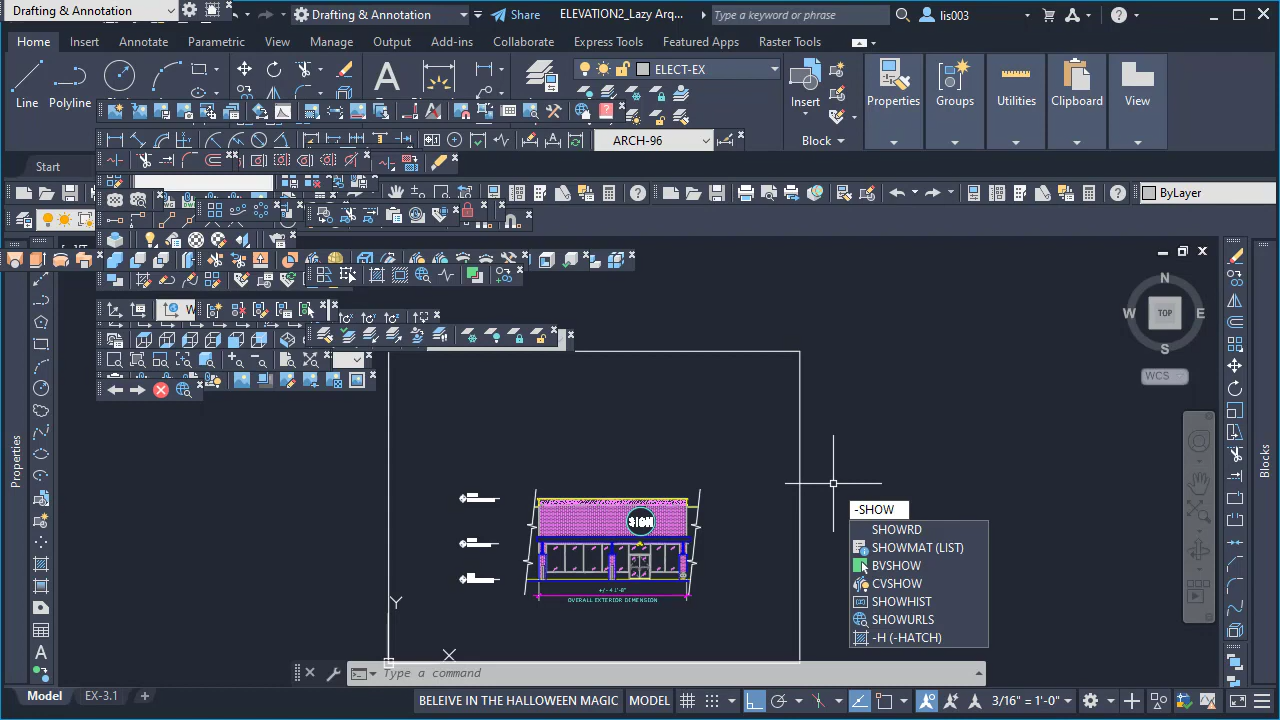 Drafting & Annotation
Drafting & Annotation
Share
ELEVATION2_Lazy Arq...
Type a keyword or phrase
lis003
Home
Insert
Annotate
Parametric
View
Manage
Output
Add-ins
Collaborate
Express Tools
Featured Apps
Raster Tools
Line
Polyline
A
ELECT-EX
Insert
Block
Properties
Groups
Utilities
Clipboard
View
ARCH-96
Start
ByLayer
W
N
W
TOP
E
S
WCS
Properties
Blocks
SIGN
+/- 41'-8"
OVERALL EXTERIOR DIMENSION
Y
X
-SHOW
SHOWRD
SHOWMAT (LIST)
BVSHOW
CVSHOW
SHOWHIST
SHOWURLS
-H (-HATCH)
Type a command
Model
EX-3.1
BELEIVE IN THE HALLOWEEN MAGIC
MODEL
3/16" = 1'-0"